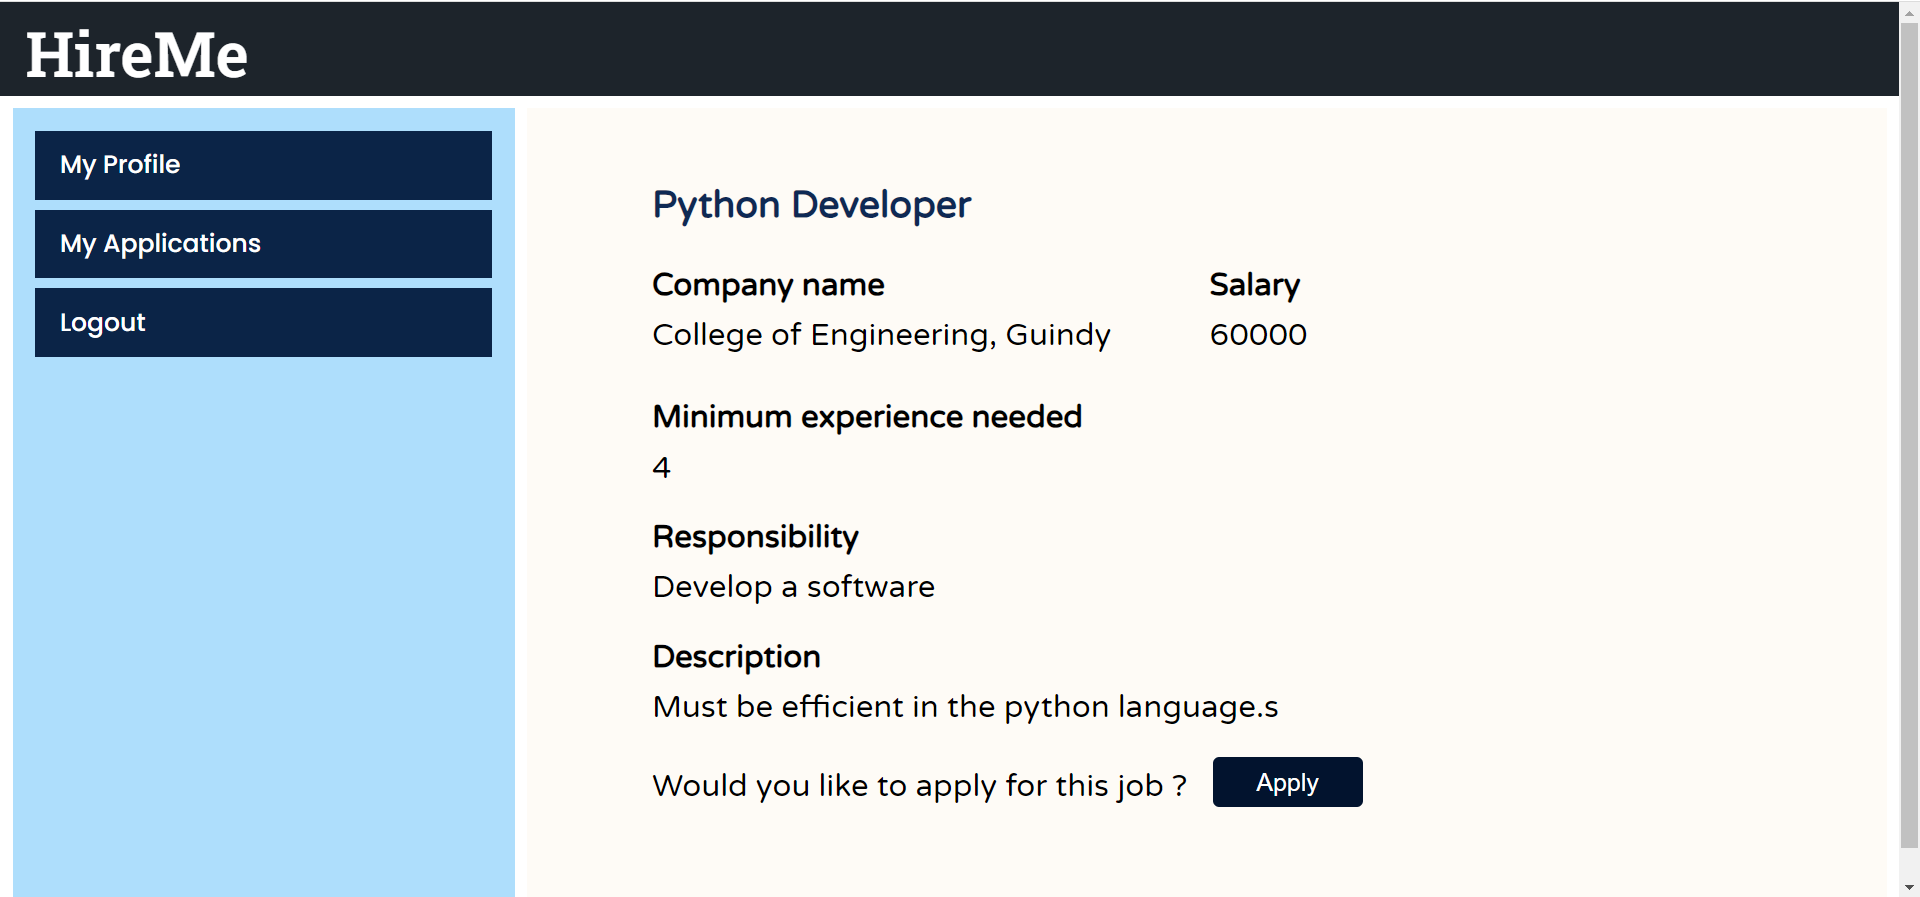 HireMe
My Profile
My Applications
Logout
Python Developer
Company name
College of Engineering, Guindy
Salary
60000
Minimum experience needed
4
Responsibility
Develop a software
Description
Must be efficient in the python language.s
Would you like to apply for this job ? Apply